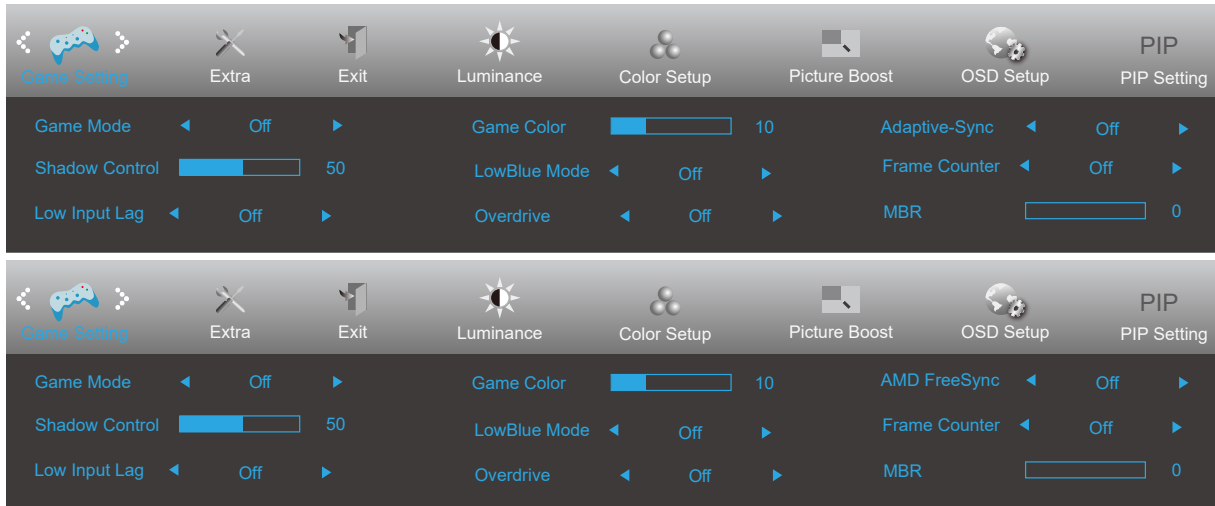 PIP
Game Setting Extra Exit Luminance Color Setup Picture Boost OSD Setup PIP Setting
Game Mode Off Game Color 10 Adaptive-Sync Off
Shadow Control 50 LowBlue Mode Off Frame Counter Off
Low Input Lag Off Overdrive Off MBR 0
PIP
Game Setting Extra Exit Luminance Color Setup Picture Boost OSD Setup PIP Setting
Game Mode Off Game Color 10 AMD FreeSync Off
Shadow Control 50 LowBlue Mode Off Frame Counter Off
Low Input Lag Off Overdrive Off MBR 0